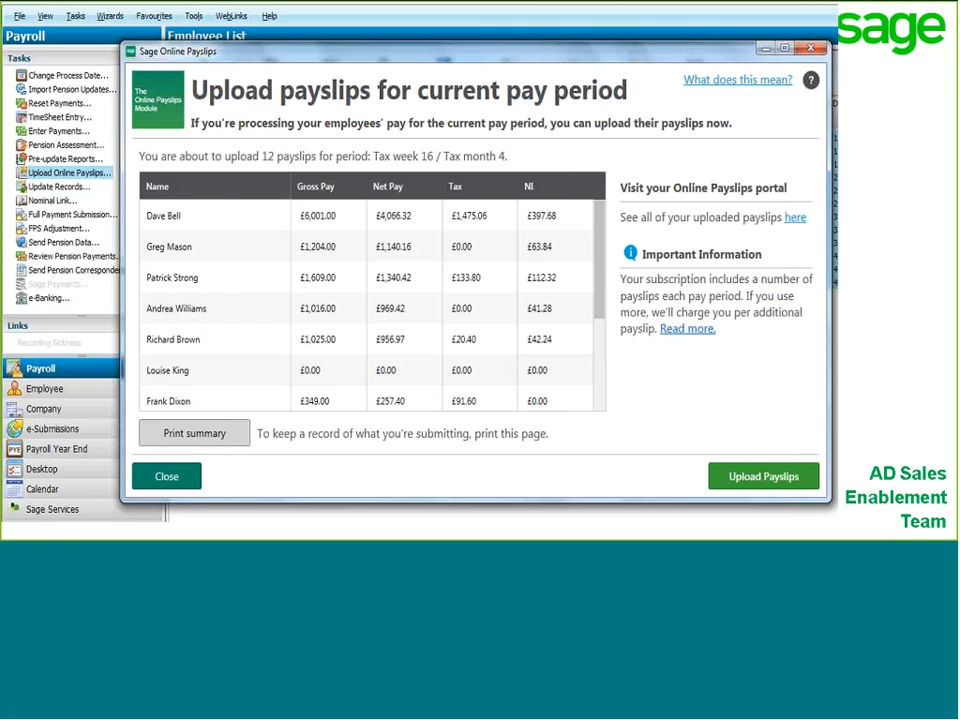 File View Tasks Wizards Favourites Tools WebLinks Help
sage
Payroll
Employee List
Tasks
Change Process Date...
Import Pension Updates...
Reset Payments...
TimeSheet Entry...
Enter Payments...
Pension Assessment...
Pre-update Reports...
Upload Online Payslips...
Update Records...
Nominal Link...
Full Payment Submission...
FPS Adjustment...
Send Pension Data...
Review Pension Payments.
Send Pension Corresponde
Sage Payments...
e-Banking...
Links
Recording Sickness
Payroll
Employee
Company
e-Submissions
PYE Payroll Year End
Desktop
Calendar
Sage Services
Sage Online Payslips
The Online Payslips Module
Upload payslips for current pay period
What does this mean? ?
If you're processing your employees' pay for the current pay period, you can upload their payslips now.
You are about to upload 12 payslips for period: Tax week 16 / Tax month 4.
Name Gross Pay Net Pay Tax NI
Dave Bell £6,001.00 £4,066.32 £1,475.06 £397.68
Greg Mason £1,204.00 £1,140.16 £0.00 £63.84
Patrick Strong £1,609.00 £1,340.42 £133.80 £112.32
Andrea Williams £1,016.00 £969.42 £0.00 £41.28
Richard Brown £1,025.00 £956.97 £20.40 £42.24
Louise King £0.00 £0.00 £0.00 £0.00
Frank Dixon £349.00 £257.40 £91.60 £0.00
Visit your Online Payslips portal
See all of your uploaded payslips here
Important Information
Your subscription includes a number of
payslips each pay period. If you use
more, we'll charge you per additional
payslip. Read more.
Print summary To keep a record of what you're submitting, print this page.
Close Upload Payslips
AD Sales
Enablement
Team